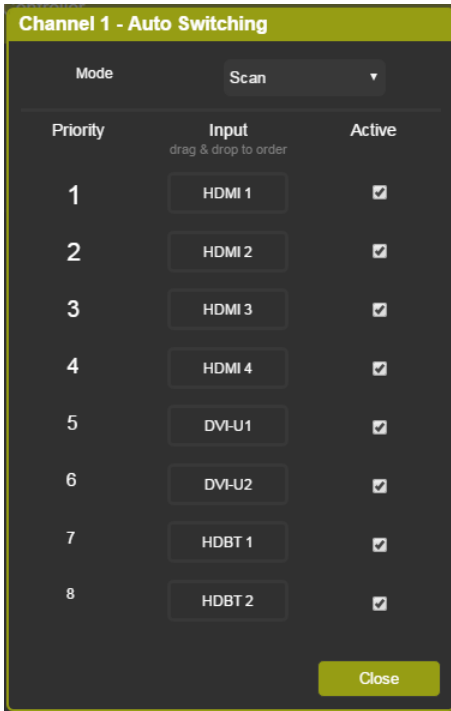 Channel 1 - Auto Switching
Mode Scan
Priority Input Active
drag & drop to order
1 HDMI 1
2 HDMI 2
3 HDMI 3
4 HDMI 4
5 DVI-U1
6 DVI-U2
7 HDBT 1
8 HDBT 2
Close